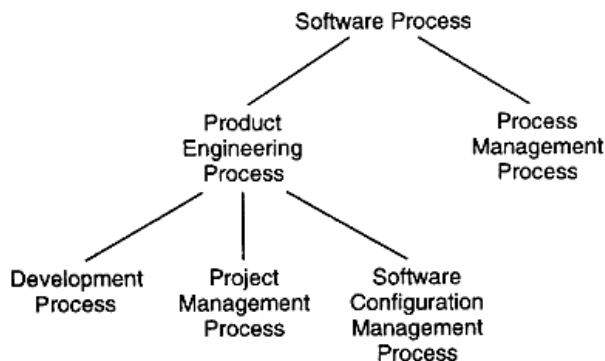 Software Process
Product
Engineering
Process
Process
Management
Process
Development
Process
Project
Management
Process
Software
Configuration
Management
Process